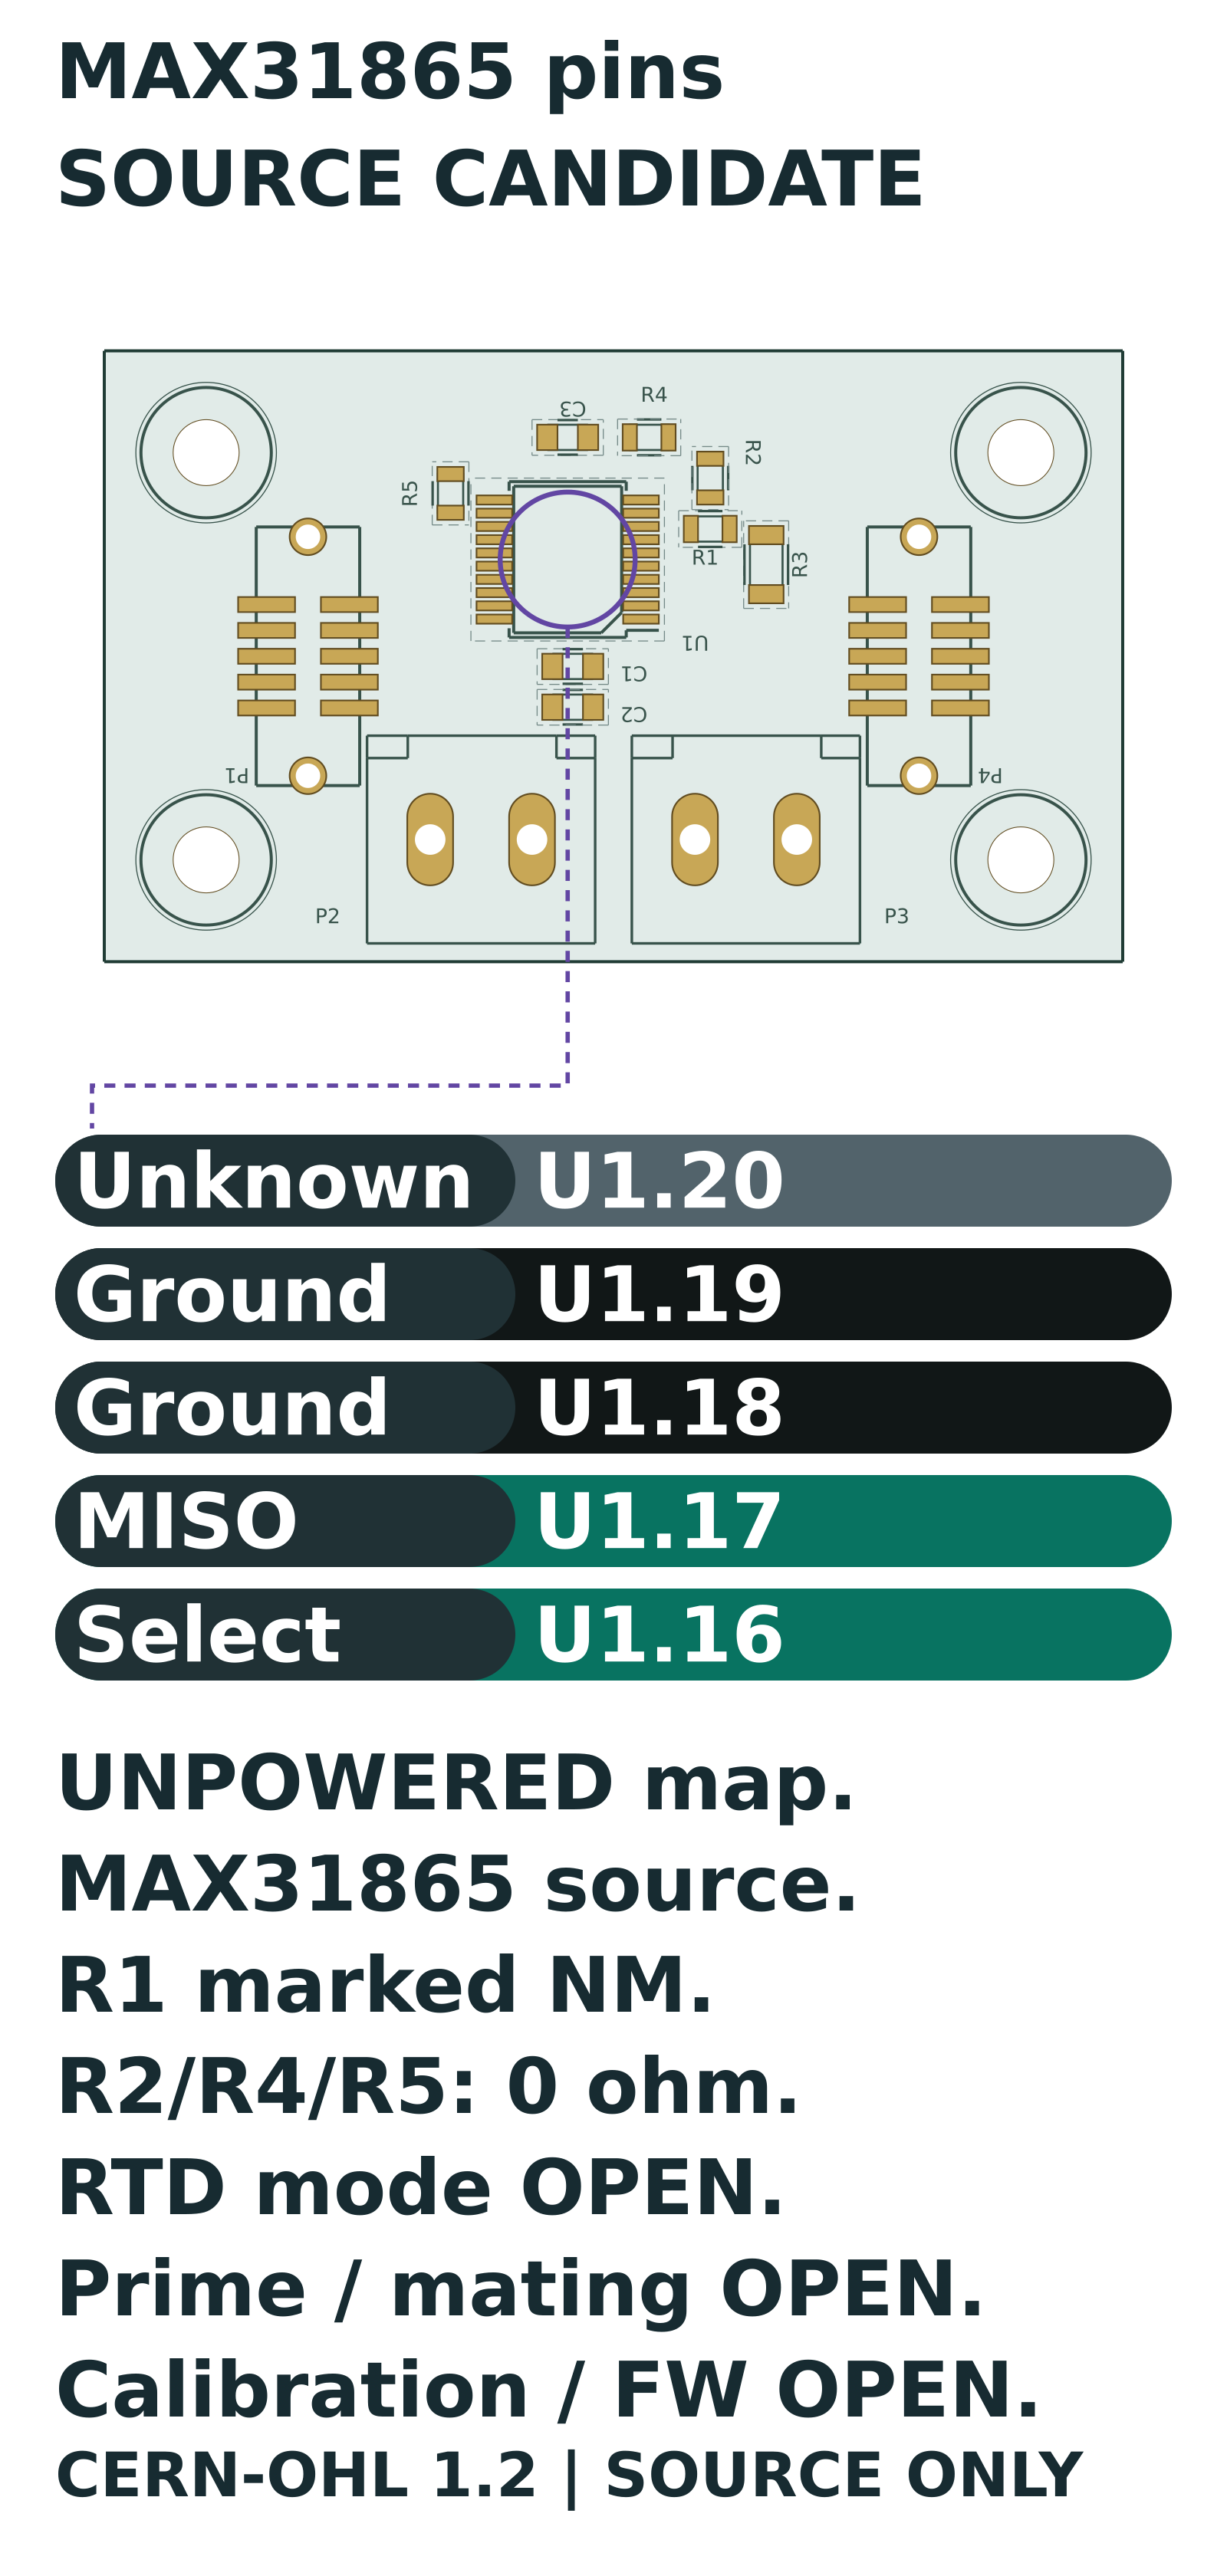 MAX31865 pins
SOURCE CANDIDATE
C3
R4
R2
R5
R1
R3
U1
C1
C2
P1
P4
P2
P3
Unknown U1.20
Ground U1.19
Ground U1.18
MISO U1.17
Select U1.16
UNPOWERED map.
MAX31865 source.
R1 marked NM.
R2/R4/R5: 0 ohm.
RTD mode OPEN.
Prime / mating OPEN.
Calibration / FW OPEN.
CERN-OHL 1.2 | SOURCE ONLY